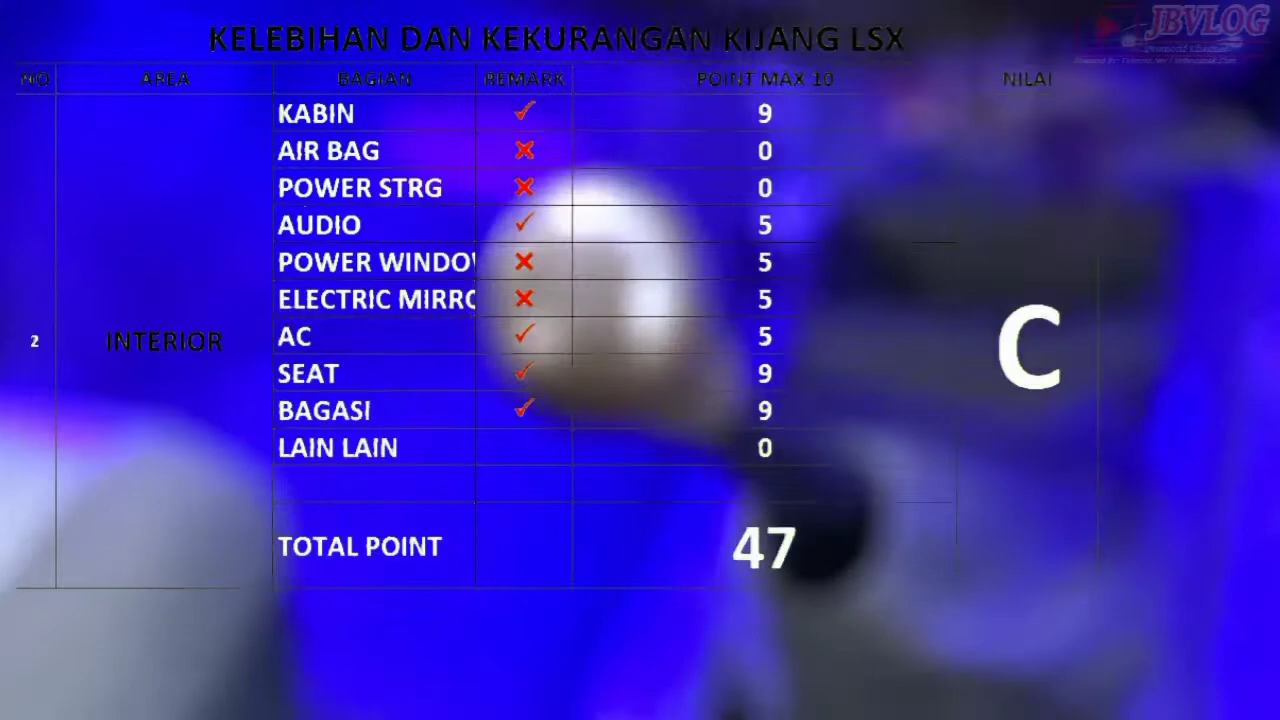 JBVLOG
KELEBIHAN DAN KEKURANGAN KIJANG LSX
NO AREA BAGIAN REMARK POINT MAX 10 NILAI
KABIN ✓ 9
AIR BAG ✕ 0
POWER STRG ✕ 0
AUDIO ✓ 5
POWER WINDO ✕ 5
ELECTRIC MIRRO ✕ 5
2 INTERIOR AC ✓ 5 C
SEAT ✓ 9
BAGASI ✓ 9
LAIN LAIN 0
TOTAL POINT 47